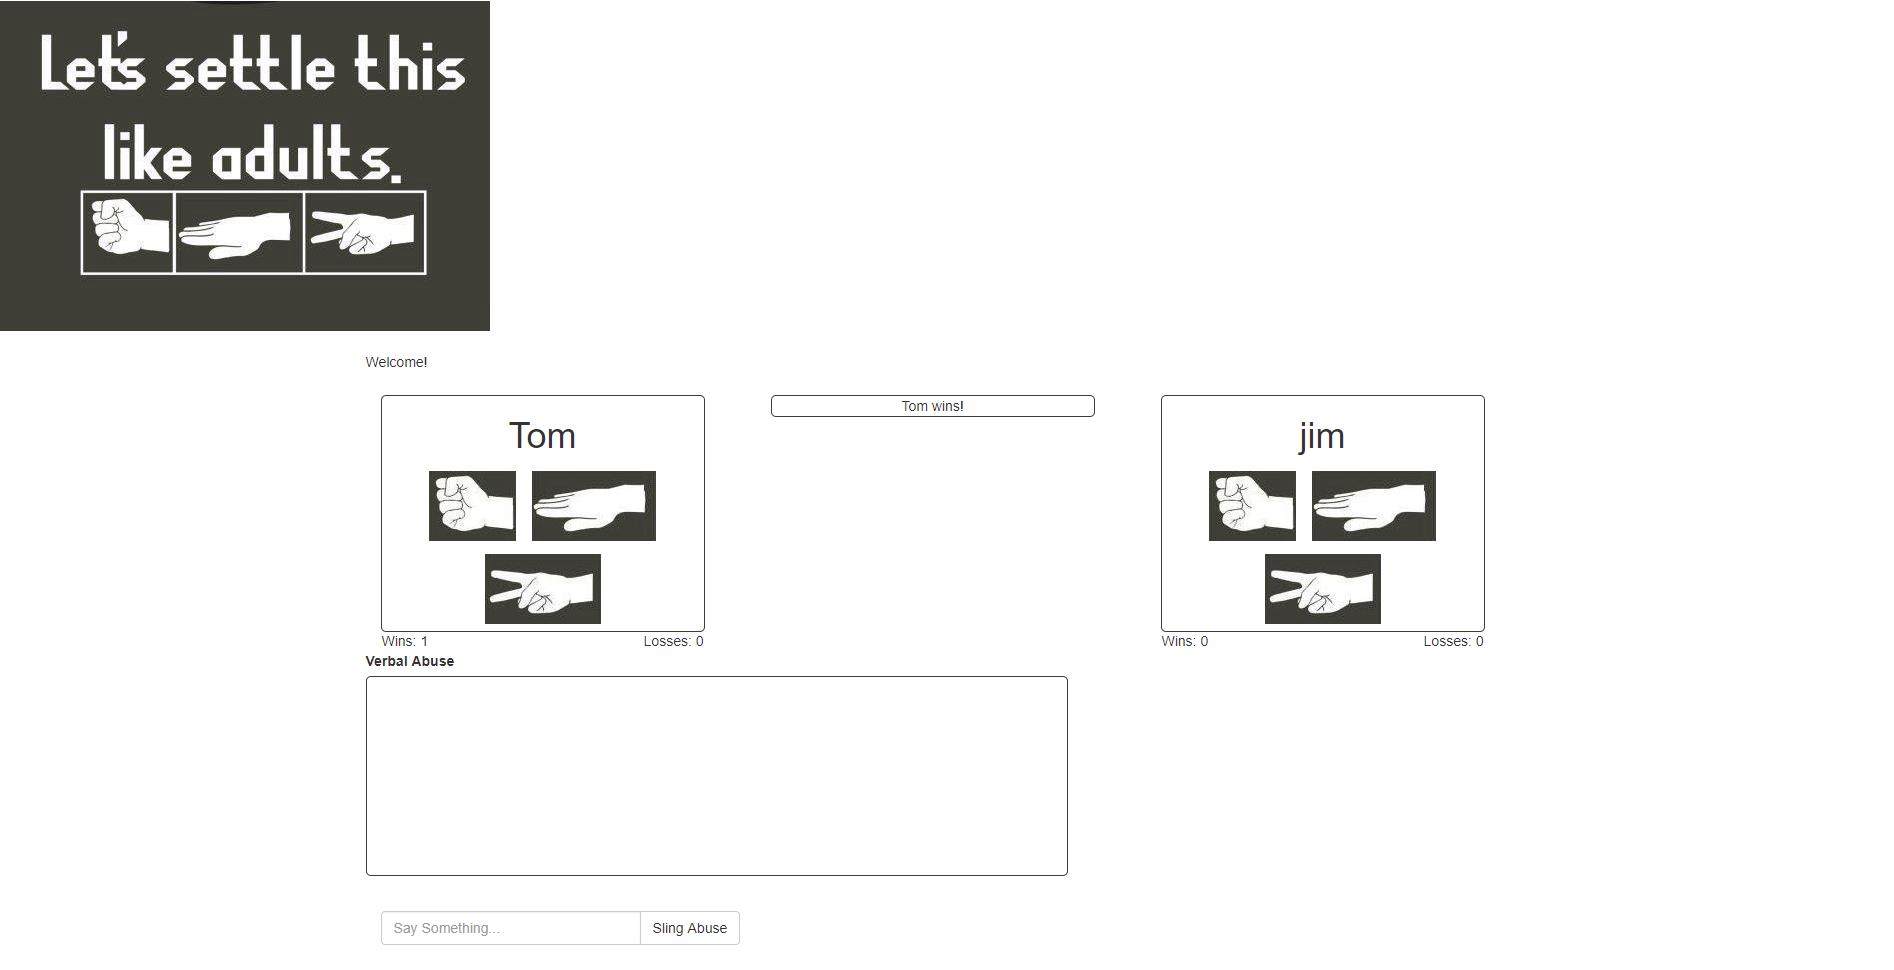 Let's settle this
like adults.
Welcome!
Tom
Tom wins!
jim
Wins: 1
Losses: 0
Wins: 0
Losses: 0
Verbal Abuse
Say Something...
Sling Abuse